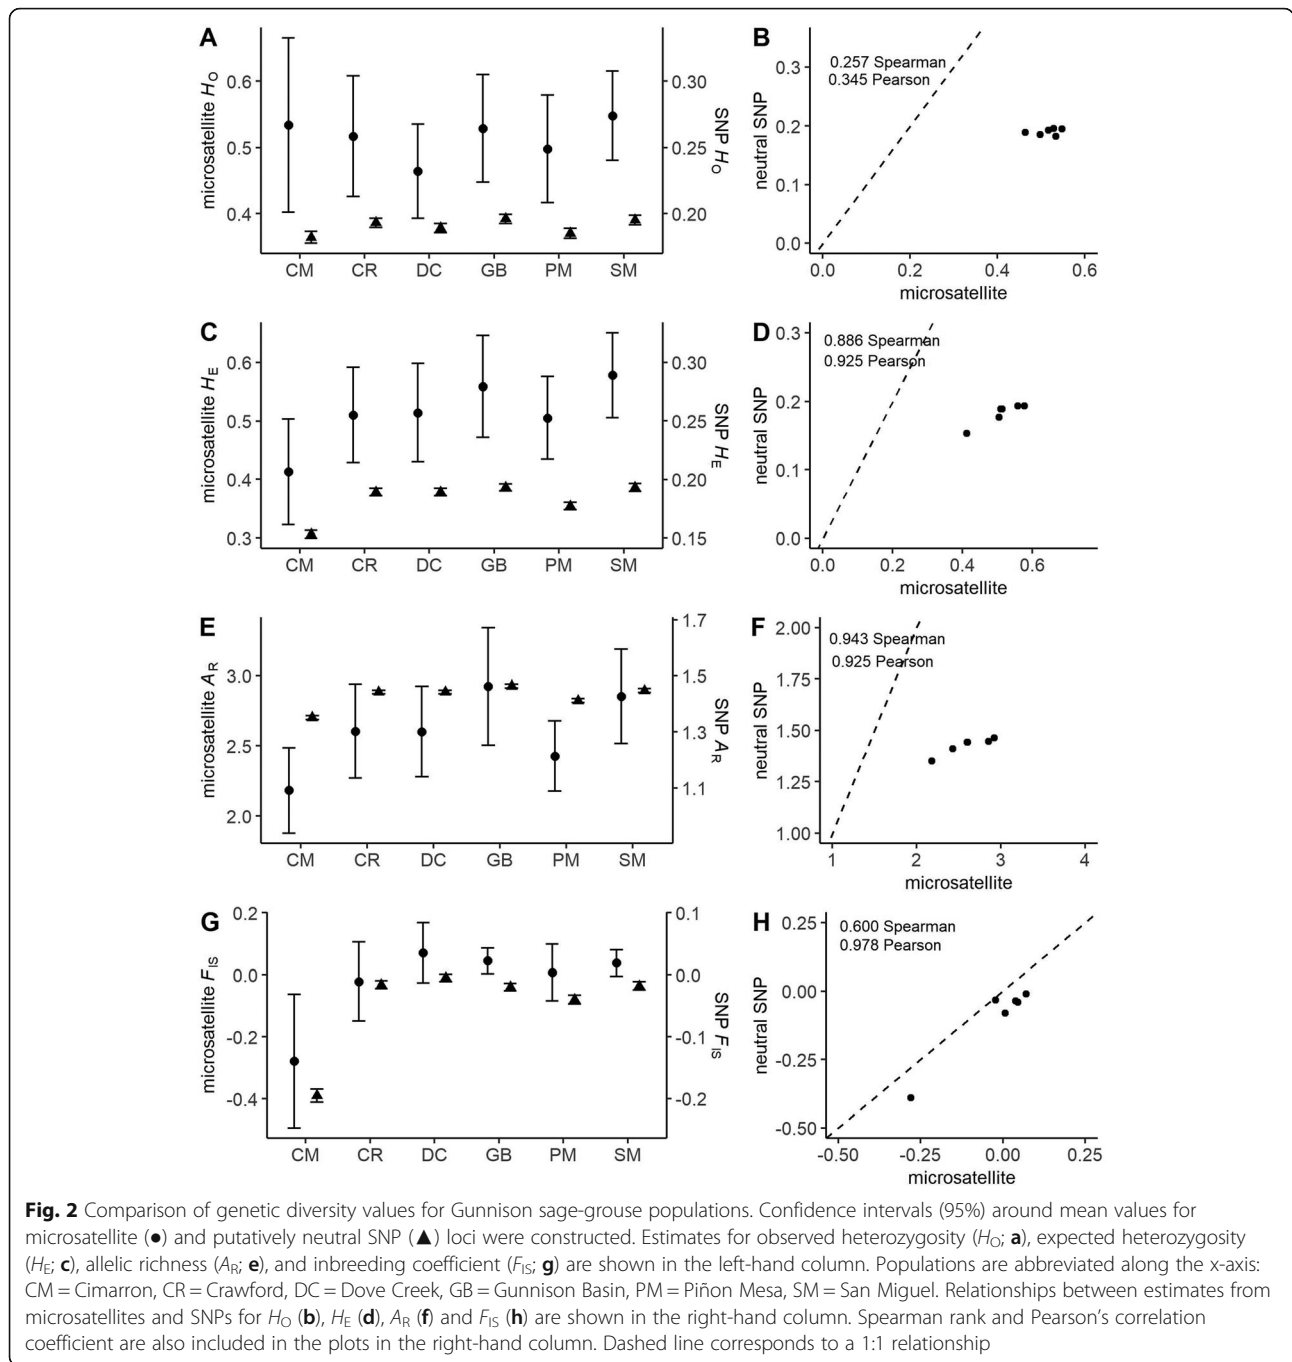 A
microsatellite HO
0.6
0.5
0.4
0.30
0.25
0.20
SNP HO
CM CR DC GB PM SM
B
0.257 Spearman
0.345 Pearson
neutral SNP
0.3
0.2
0.1
0.0
0.0 0.2 0.4 0.6
microsatellite
C
microsatellite HE
0.6
0.5
0.4
0.3
0.30
0.25
0.20
0.15
SNP HE
CM CR DC GB PM SM
D
0.886 Spearman
0.925 Pearson
neutral SNP
0.3
0.2
0.1
0.0
0.0 0.2 0.4 0.6
microsatellite
E
microsatellite AR
3.0
2.5
2.0
1.7
1.5
1.3
1.1
SNP AR
CM CR DC GB PM SM
F
0.943 Spearman
0.925 Pearson
neutral SNP
2.00
1.75
1.50
1.25
1.00
1 2 3 4
microsatellite
G
microsatellite FIS
0.2
0.0
-0.2
-0.4
0.1
0.0
-0.1
-0.2
SNP FIS
CM CR DC GB PM SM
H
0.600 Spearman
0.978 Pearson
neutral SNP
0.25
0.00
-0.25
-0.50
-0.50 -0.25 0.00 0.25
microsatellite
Fig. 2 Comparison of genetic diversity values for Gunnison sage-grouse populations. Confidence intervals (95%) around mean values for
microsatellite (●) and putatively neutral SNP (▲) loci were constructed. Estimates for observed heterozygosity (HO; a), expected heterozygosity
(HE; c), allelic richness (AR; e), and inbreeding coefficient (FIS; g) are shown in the left-hand column. Populations are abbreviated along the x-axis:
CM = Cimarron, CR = Crawford, DC = Dove Creek, GB = Gunnison Basin, PM = Piñon Mesa, SM = San Miguel. Relationships between estimates from
microsatellites and SNPs for HO (b), HE (d), AR (f) and FIS (h) are shown in the right-hand column. Spearman rank and Pearson's correlation
coefficient are also included in the plots in the right-hand column. Dashed line corresponds to a 1:1 relationship